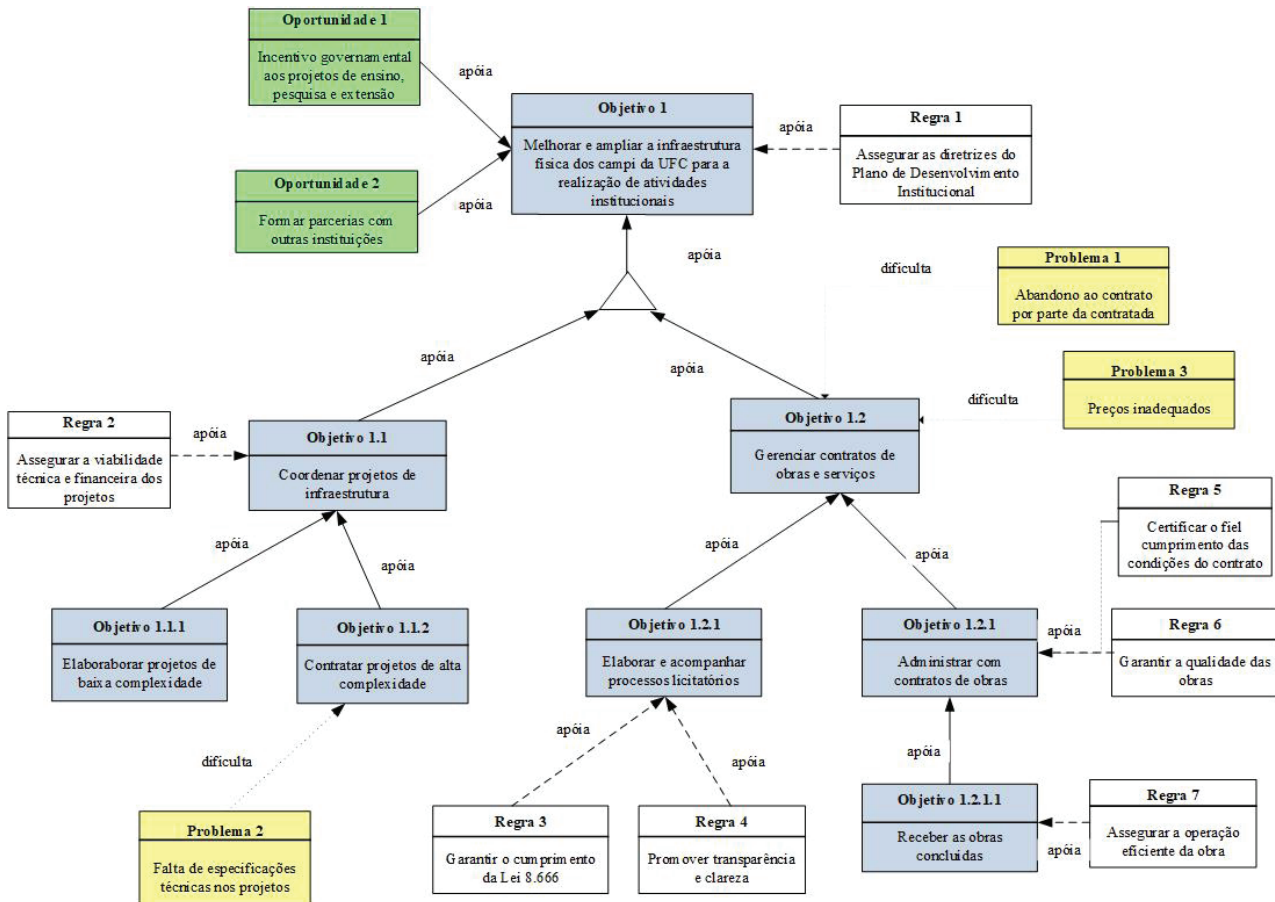 Oportunidade 1
Incentivo governamental
aos projetos de ensino,
pesquisa e extensão
apóia
Objetivo 1
Melhorar e ampliar a infraestrutura
física dos campi da UFC para a
realização de atividades
institucionais
apóia
Regra 1
Assegurar as diretrizes do
Plano de Desenvolvimento
Institucional
Oportunidade 2
Formar parcerias com
outras instituições
apóia
apóia
dificulta
Problema 1
Abandono ao contrato
por parte da contratada
apóia
apóia
dificulta
Problema 3
Preços inadequados
Regra 2
Assegurar a viabilidade
técnica e financeira dos
projetos
apóia
Objetivo 1.1
Coordenar projetos de
infraestrutura
Objetivo 1.2
Gerenciar contratos de
obras e serviços
apóia
apóia
apóia
apóia
Regra 5
Certificar o fiel
cumprimento das
condições do contrato
Objetivo 1.1.1
Elaboraborar projetos de
baixa complexidade
Objetivo 1.1.2
Contratar projetos de alta
complexidade
Objetivo 1.2.1
Elaborar e acompanhar
processos licitatórios
Objetivo 1.2.1
Administrar com
contratos de obras
apóia
Regra 6
Garantir a qualidade das
obras
dificulta
apóia
apóia
apóia
Problema 2
Falta de especificações
técnicas nos projetos
Regra 3
Garantir o cumprimento
da Lei 8.666
Regra 4
Promover transparência
e clareza
Objetivo 1.2.1.1
Receber as obras
concluídas
apóia
Regra 7
Assegurar a operação
eficiente da obra